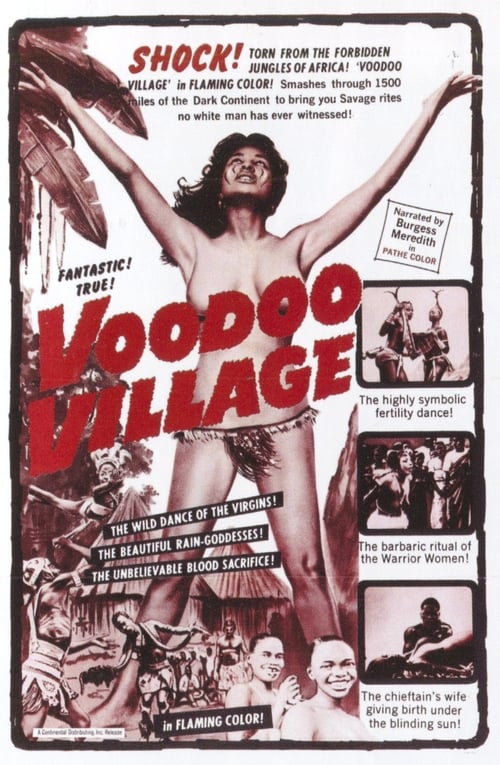 SHOCK! TORN FROM THE FORBIDDEN
JUNGLES OF AFRICA! 'VOODOO
VILLAGE' in FLAMING COLOR! Smashes through 1500
miles of the Dark Continent to bring you Savage rites
no white man has ever witnessed!
Narrated by
Burgess
Meredith
in
PATHE COLOR
FANTASTIC!
TRUE!
VOODOO
VILLAGE
The highly symbolic
fertility dance!
THE WILD DANCE OF THE VIRGINS!
THE BEAUTIFUL RAIN-GODDESSES!
THE UNBELIEVABLE BLOOD SACRIFICE!
The barbaric ritual of
the Warrior Women!
The chieftain's wife
giving birth under
the blinding sun!
in FLAMING COLOR!
A Continental Distributing, Inc. Release